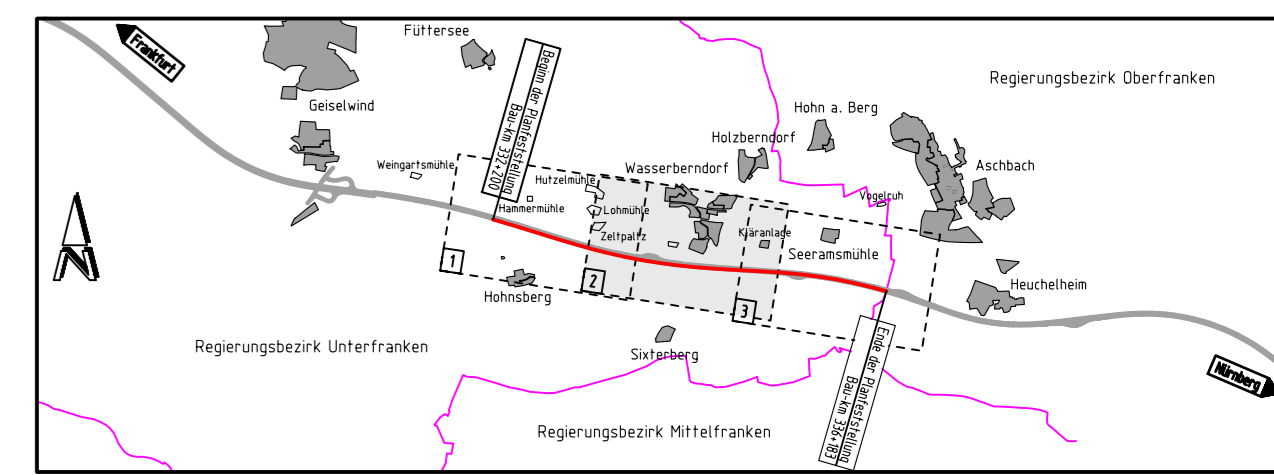 Frankfurt
Füttersee
Geiselwind
Beginn der Planfeststellung
Bau-km 332+200
Regierungsbezirk Oberfranken
Hohn a. Berg
Holzberndorf
Wasserberndorf
Aschbach
Weingartsmühle
Hutzelmühle
Hammermühle
Lohmühle
Vogelruh
Zeltpaltz
Kläranlage
Seeramsmühle
N
1
2
3
Hohnsberg
Heuchelheim
Sixterberg
Regierungsbezirk Unterfranken
Ende der Planfeststellung
Bau-km 336+183
Nürnberg
Regierungsbezirk Mittelfranken